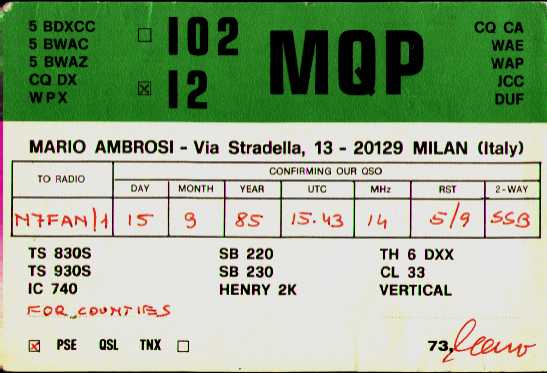 5 BDXCC
5 BWAC
5 BWAZ
CQ DX
WPX
IO2
I2
MQP
CQ CA
WAE
WAP
JCC
DUF
MARIO AMBROSI - Via Stradella, 13 - 20129 MILAN (Italy)
TO RADIO
CONFIRMING OUR QSO
DAY MONTH YEAR UTC MHz RST 2-WAY
N7FAN/1 15 9 85 15.43 14 5/9 SSB
TS 830S SB 220 TH 6 DXX
TS 930S SB 230 CL 33
IC 740 HENRY 2K VERTICAL
FOR COUNTIES
PSE QSL TNX
73, Mario